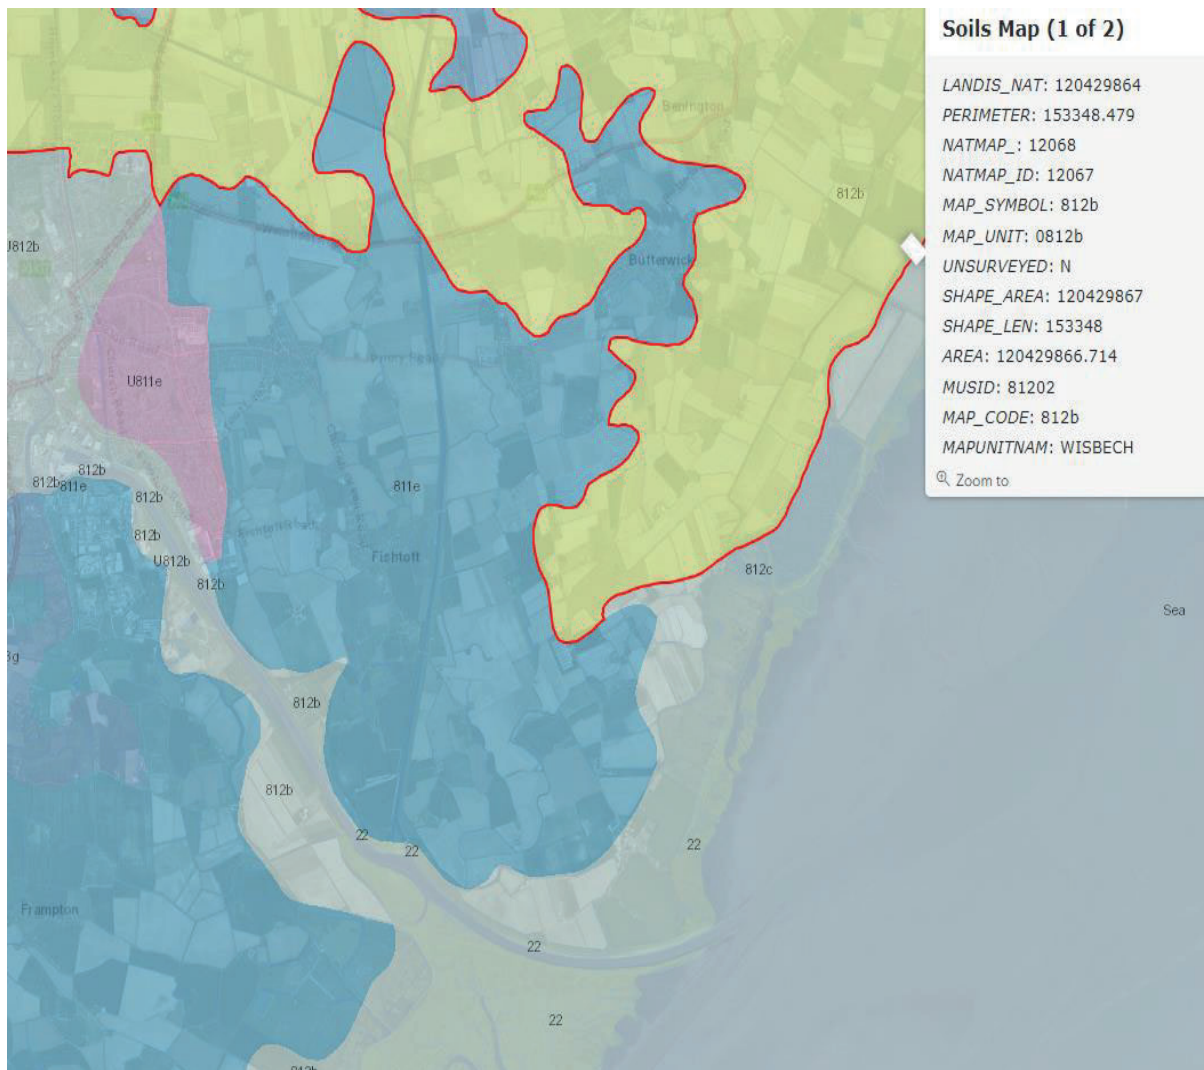 Soils Map (1 of 2)
LANDIS_NAT: 120429864
PERIMETER: 153348.479
NATMAP_: 12068
NATMAP_ID: 12067
MAP_SYMBOL: 812b
MAP_UNIT: 0812b
UNSURVEYED: N
SHAPE_AREA: 120429867
SHAPE_LEN: 153348
AREA: 120429866.714
MUSID: 81202
MAP_CODE: 812b
MAPUNITNAM: WISBECH
Zoom to
Benington
812b
J812b
Butterwick
U811e
812b
812b
811e
812b
811e
812b
U812b
Fishtoft
812b
812c
Sea
3g
812b
812b
22
22
22
Frampton
22
22
812b